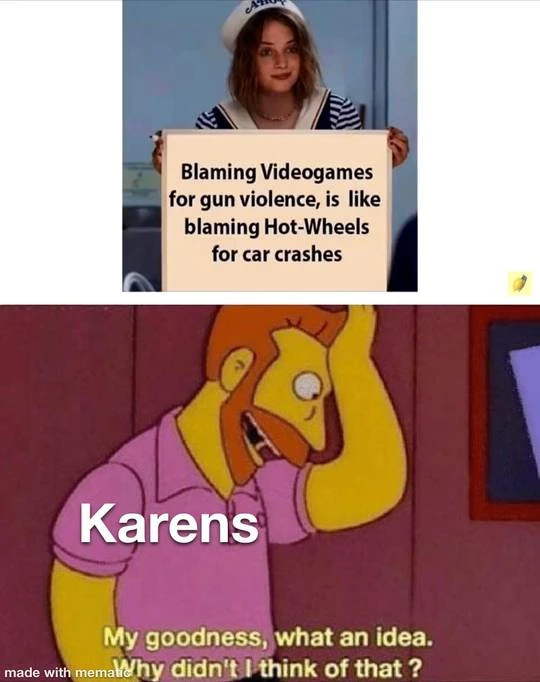 AHOY
Blaming Videogames
for gun violence, is like
blaming Hot-Wheels
for car crashes
Karens
My goodness, what an idea.
Why didn't I think of that ?
made with mematic